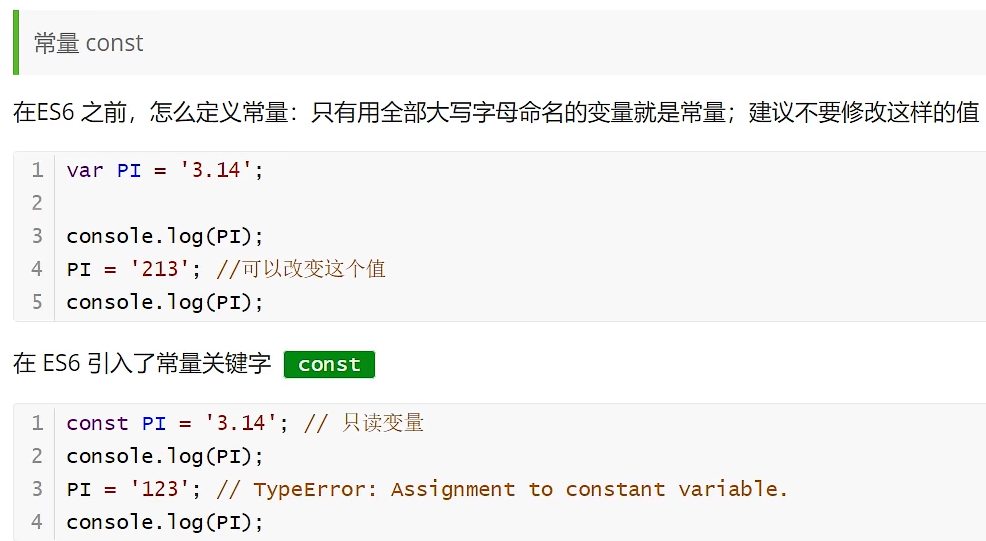 常量 const
在ES6 之前，怎么定义常量：只有用全部大写字母命名的变量就是常量；建议不要修改这样的值
1 var PI = '3.14';
2
3 console.log(PI);
4 PI = '213'; //可以改变这个值
5 console.log(PI);
在 ES6 引入了常量关键字 const
1 const PI = '3.14'; // 只读变量
2 console.log(PI);
3 PI = '123'; // TypeError: Assignment to constant variable.
4 console.log(PI);